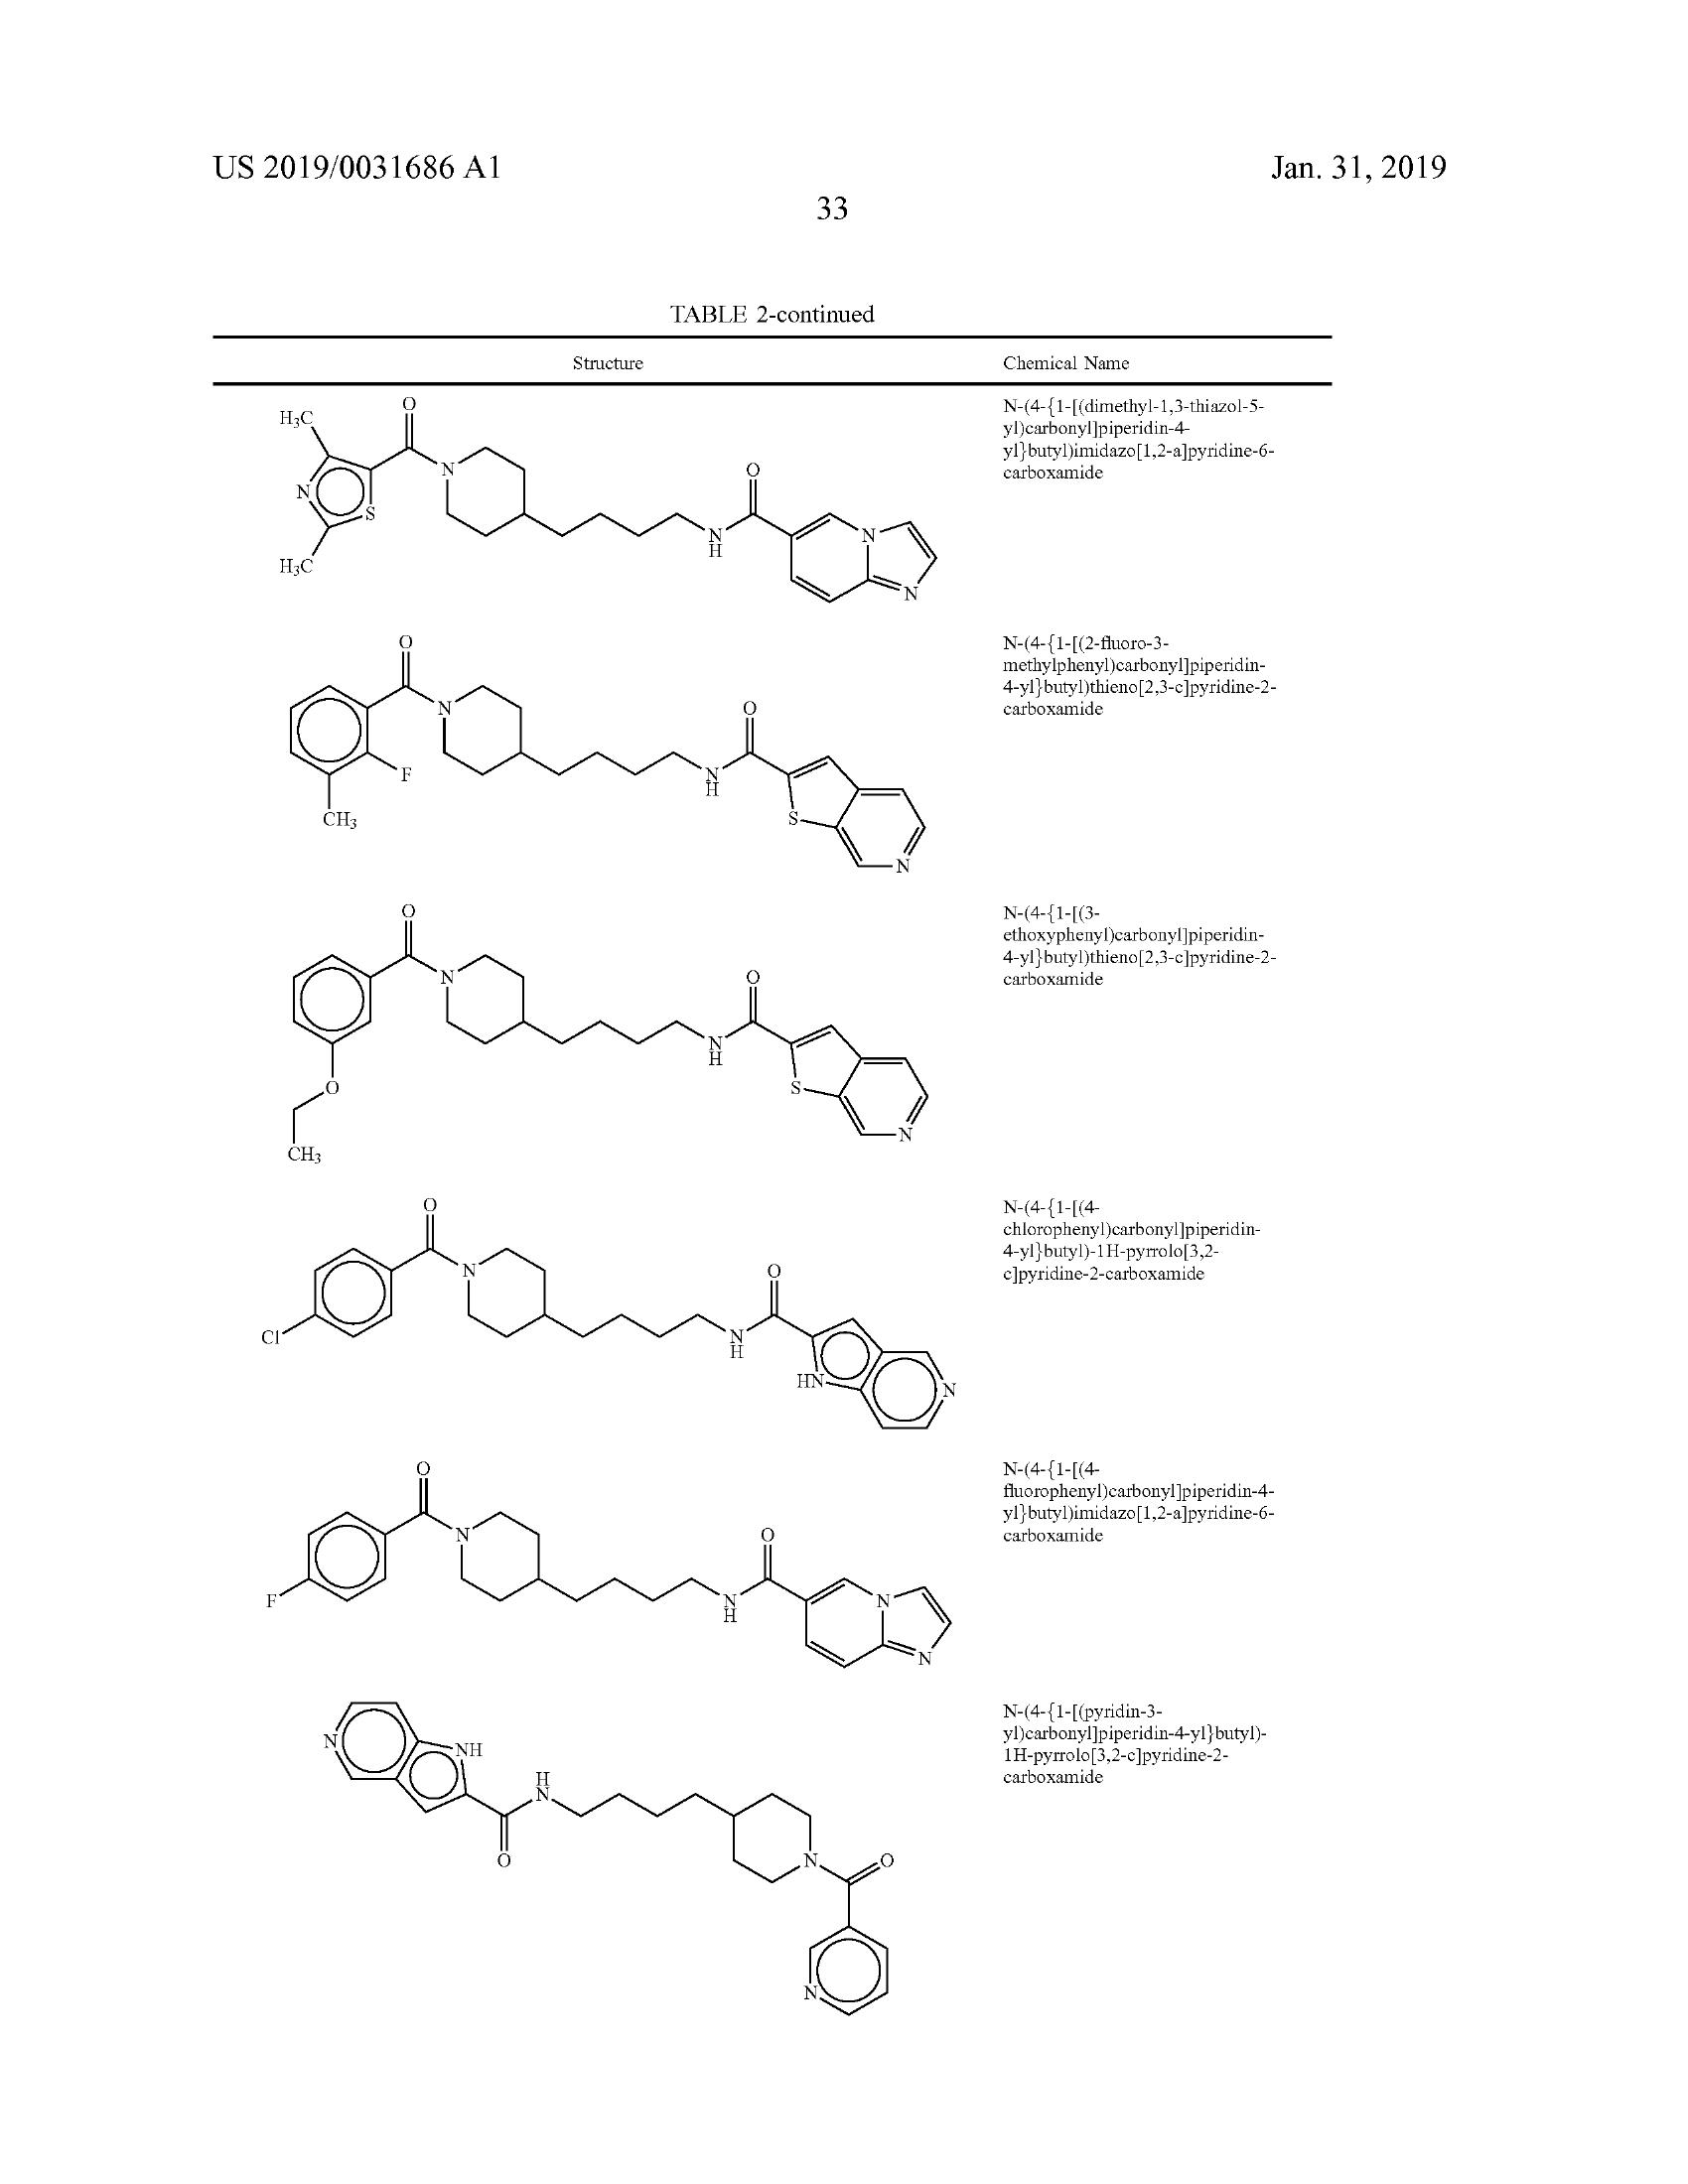 US 2019/0031686 A1
Jan. 31, 2019
33
TABLE 2-continued
Structure
Chemical Name
H₃C
O
N
N
S
H₃C
O
N
H
N
N
N-(4-{1-[(dimethyl-1,3-thiazol-5-
yl)carbonyl]piperidin-4-
yl}butyl)imidazo[1,2-a]pyridine-6-
carboxamide
O
N
F
CH₃
O
N
H
S
N
N-(4-{1-[(2-fluoro-3-
methylphenyl)carbonyl]piperidin-
4-yl}butyl)thieno[2,3-c]pyridine-2-
carboxamide
O
N
O
CH₃
O
N
H
S
N
N-(4-{1-[(3-
ethoxyphenyl)carbonyl]piperidin-
4-yl}butyl)thieno[2,3-c]pyridine-2-
carboxamide
O
N
Cl
O
N
H
HN
N
N-(4-{1-[(4-
chlorophenyl)carbonyl]piperidin-
4-yl}butyl)-1H-pyrrolo[3,2-
c]pyridine-2-carboxamide
O
N
F
O
N
H
N
N
N-(4-{1-[(4-
fluorophenyl)carbonyl]piperidin-4-
yl}butyl)imidazo[1,2-a]pyridine-6-
carboxamide
N
NH
H
N
O
N
O
N
N-(4-{1-[(pyridin-3-
yl)carbonyl]piperidin-4-yl}butyl)-
1H-pyrrolo[3,2-c]pyridine-2-
carboxamide